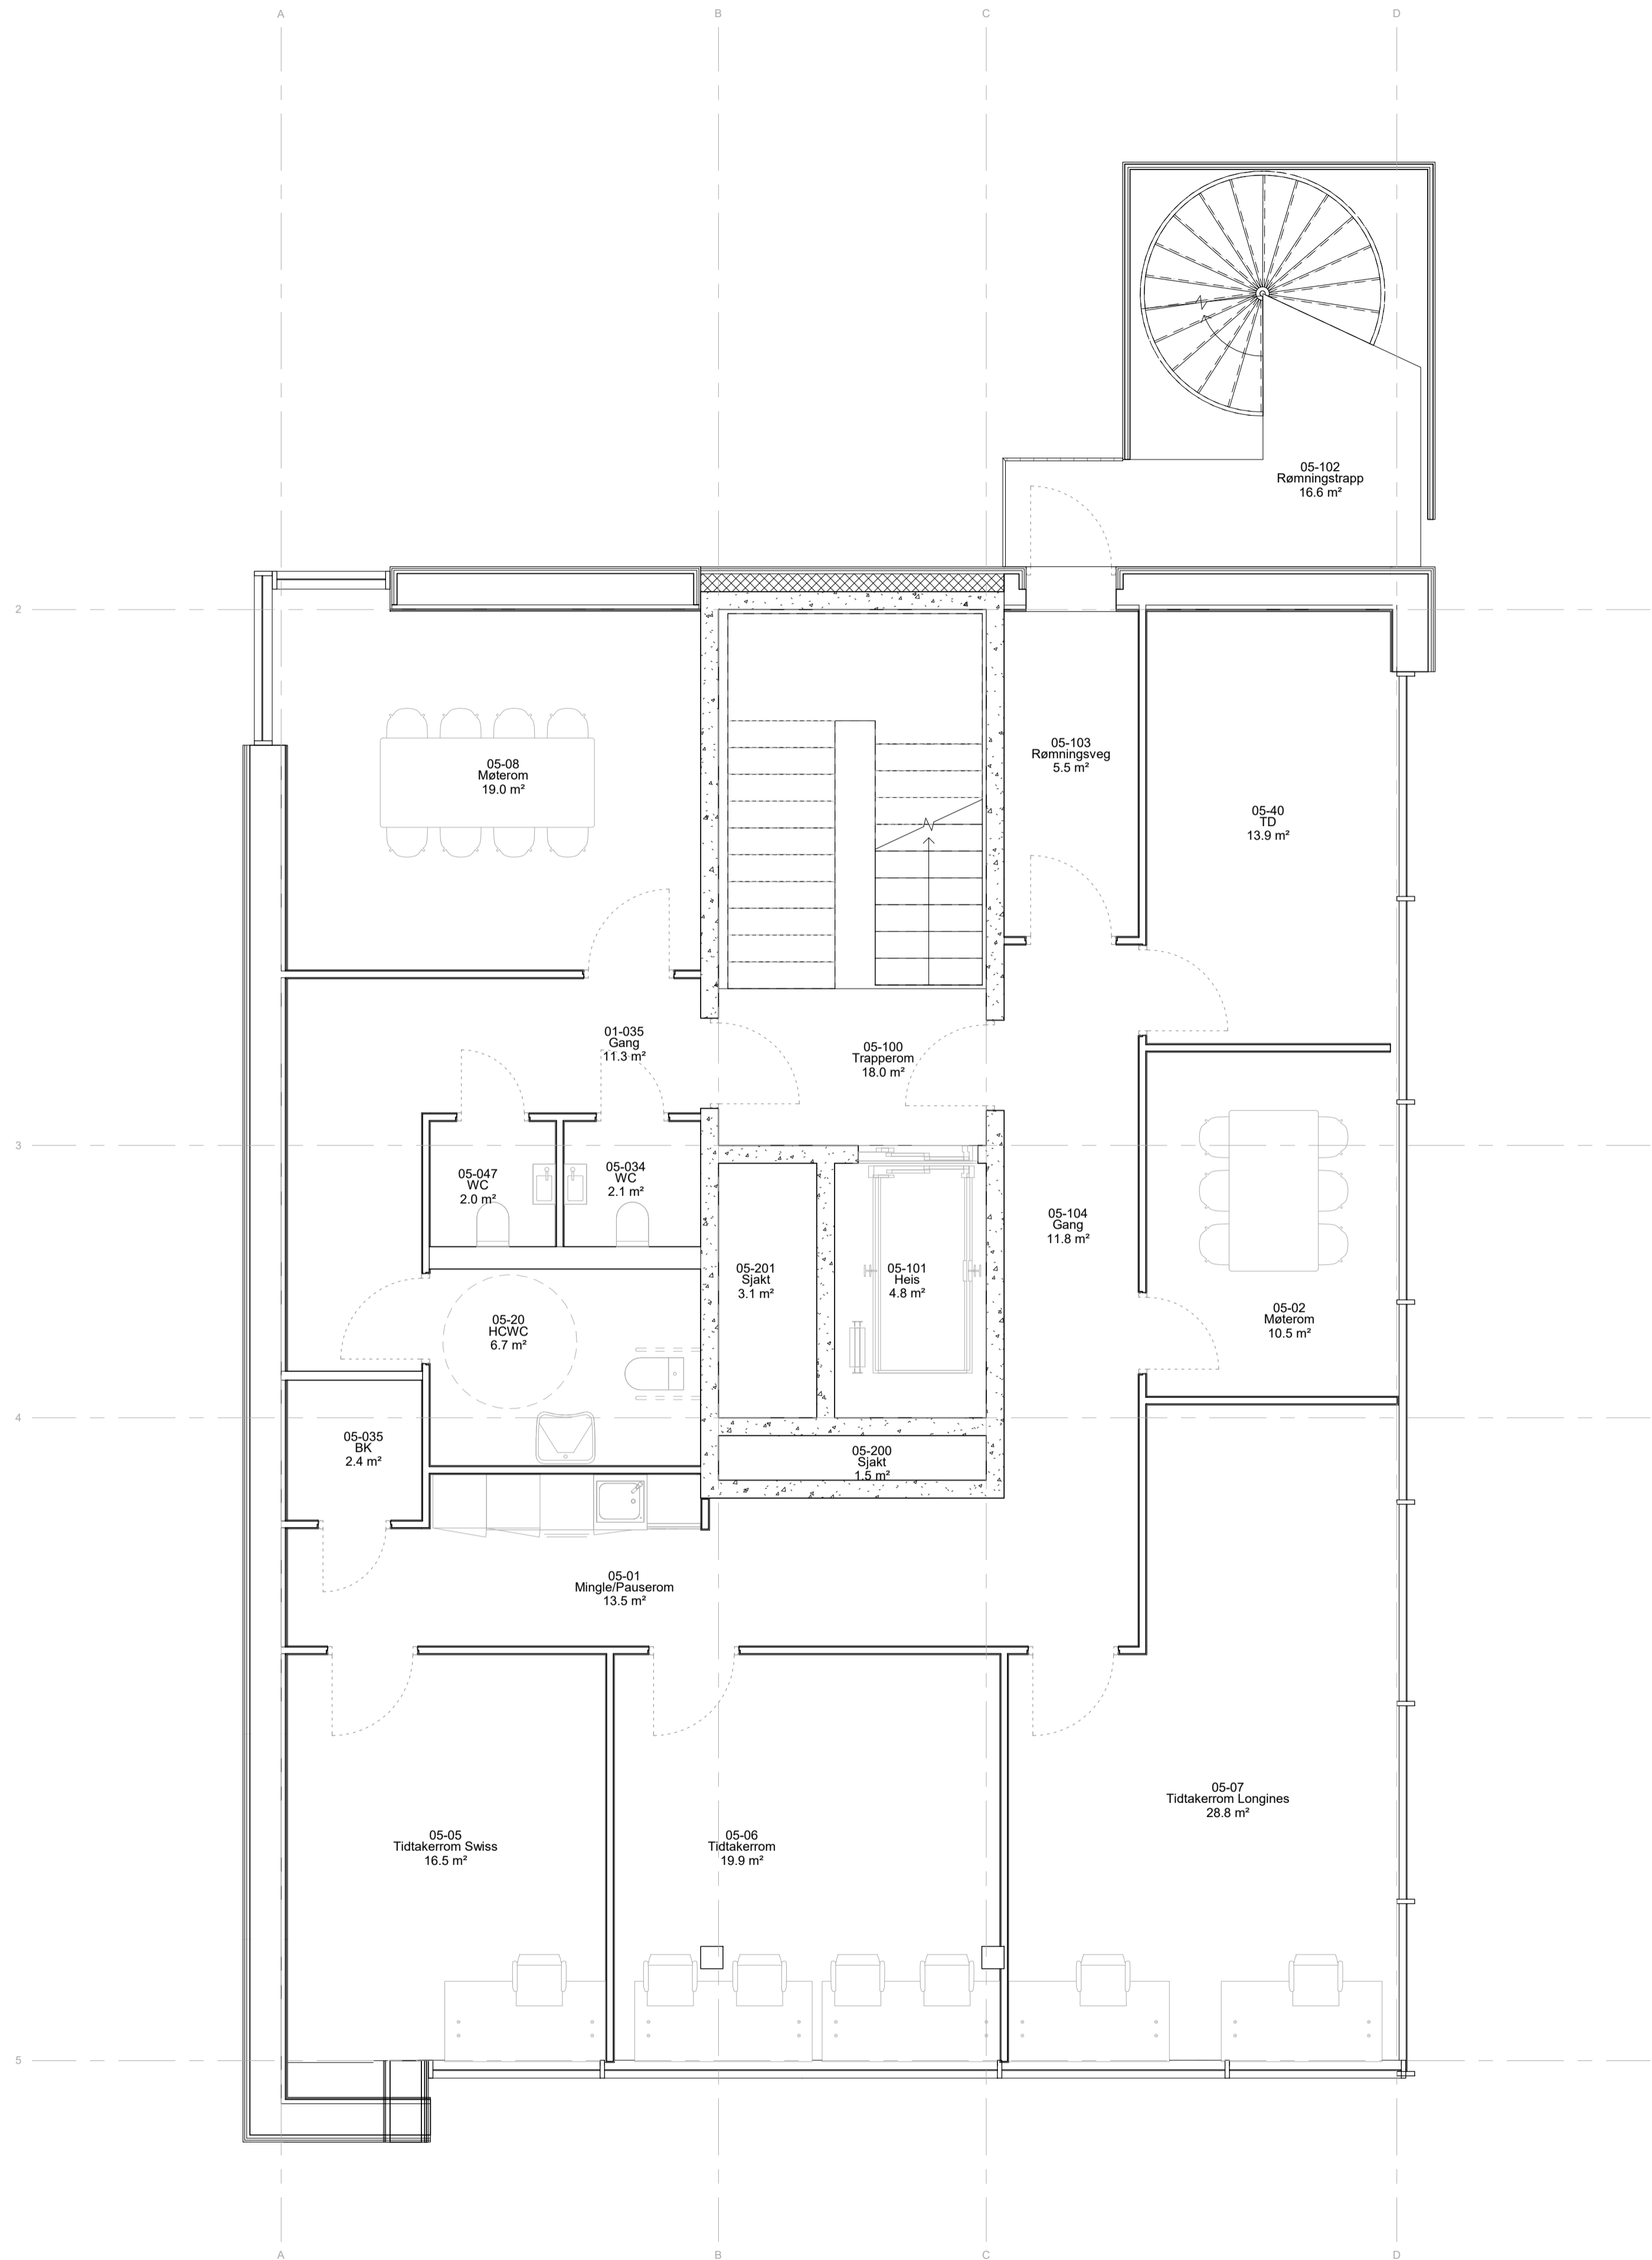 A
B
C
D
05-102
Rømningstrapp
16.6 m²
2
05-08
Møterom
19.0 m²
05-103
Rømningsveg
5.5 m²
05-40
TD
13.9 m²
01-035
Gang
11.3 m²
05-100
Trapperom
18.0 m²
3
05-047
WC
2.0 m²
05-034
WC
2.1 m²
05-104
Gang
11.8 m²
05-201
Sjakt
3.1 m²
05-101
Heis
4.8 m²
05-20
HCWC
6.7 m²
05-02
Møterom
10.5 m²
4
05-035
BK
2.4 m²
05-200
Sjakt
1.5 m²
05-01
Mingle/Pauserom
13.5 m²
05-07
Tidtakerrom Longines
28.8 m²
05-05
Tidtakerrom Swiss
16.5 m²
05-06
Tidtakerrom
19.9 m²
5
A
B
C
D